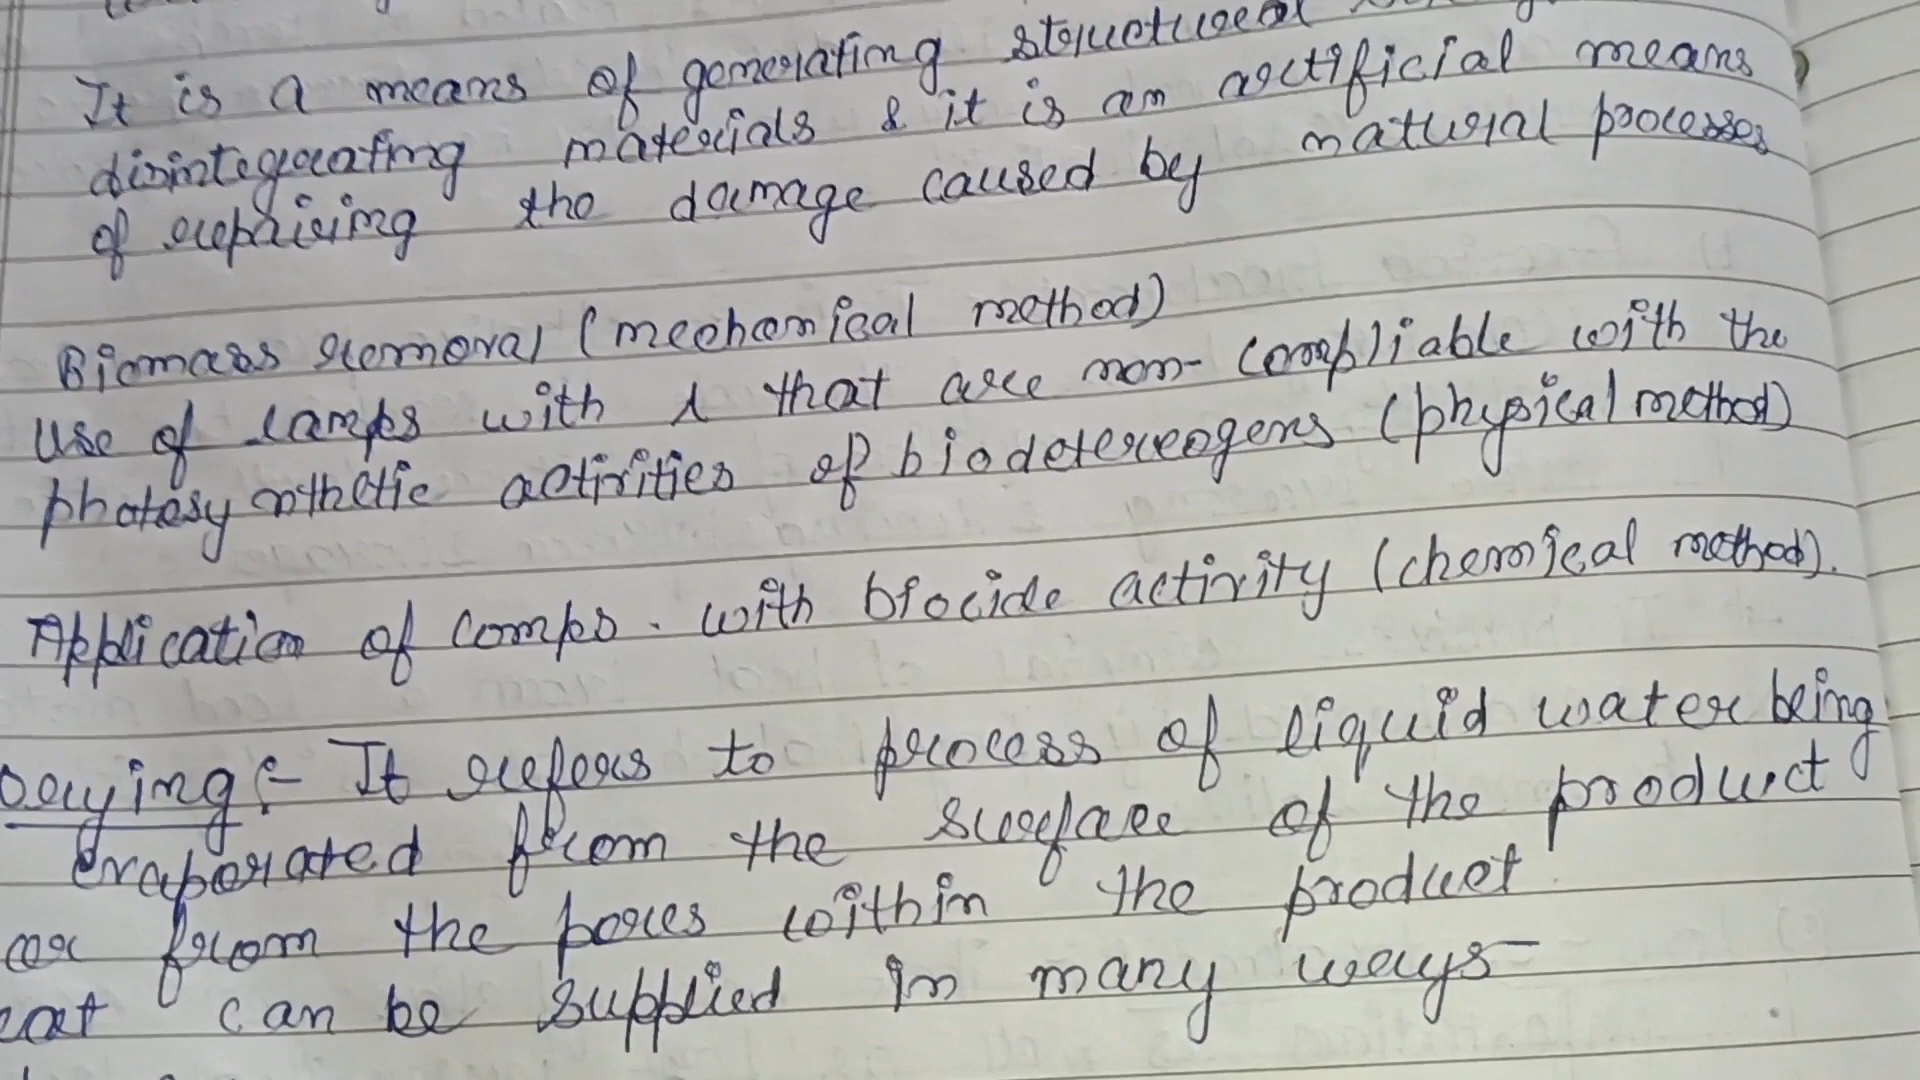 It is a means of generating structural
disintegrating materials & it is an artificial means
of repairing the damage caused by natural processes
Biomass removal (mechanical method)
Use of lamps with λ that are non-compliable with the
photosynthetic activities of biodetereogens (physical method)
Application of comps. with biocide activity (chemical method).
Drying :- It refers to process of liquid water being
evaporated from the surface of the product
or from the pores within the product
eat can be supplied in many ways